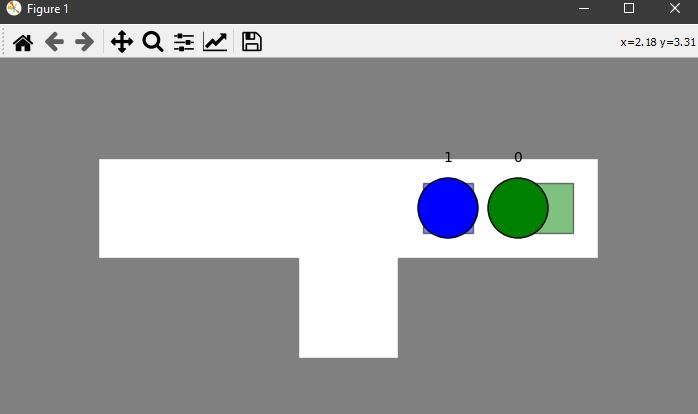 Figure 1
x=2.18 y=3.31
1 0